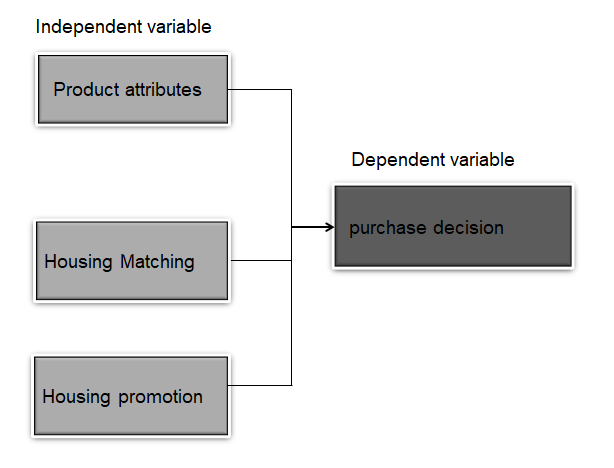 Independent variable
Product attributes
Dependent variable
purchase decision
Housing Matching
Housing promotion